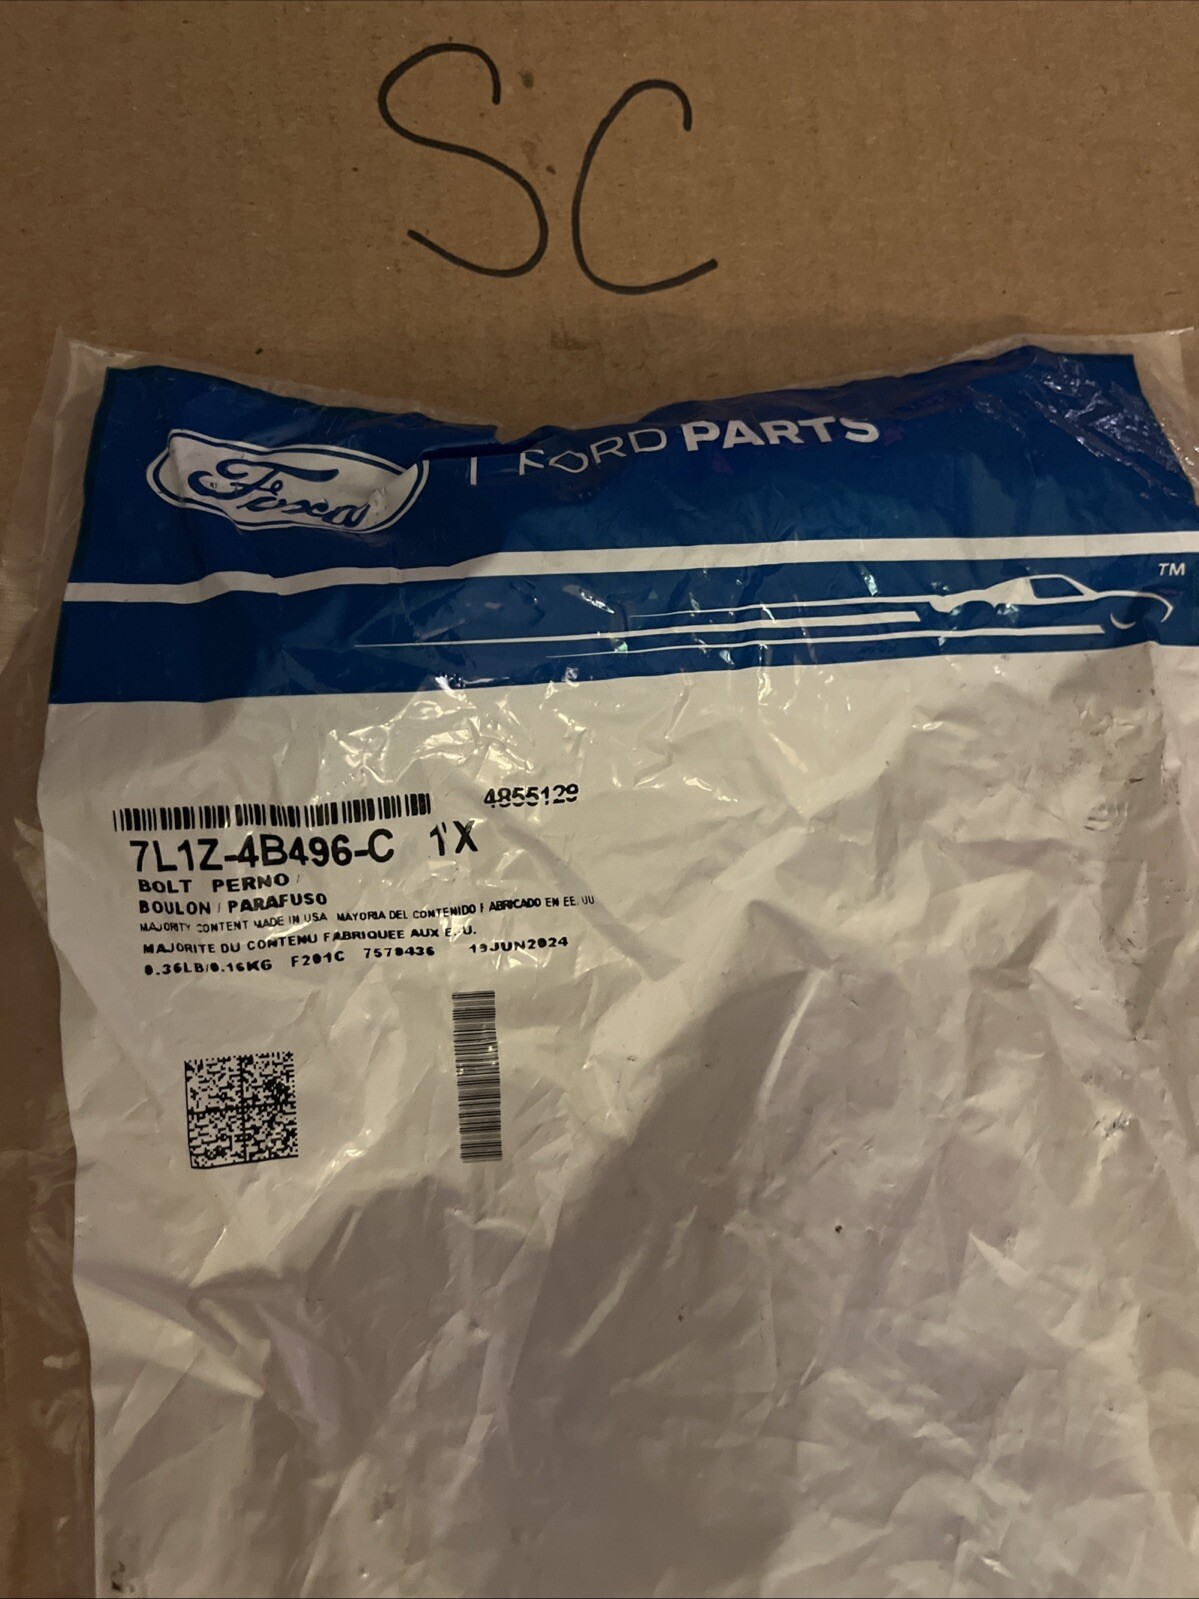 SC
Ford | FORD PARTS
TM
4855129
7L1Z-4B496-C 1X
BOLT PERNO /
BOULON / PARAFUSO
MAJORITY CONTENT MADE IN USA MAYORIA DEL CONTENIDO FABRICADO EN EE. UU
MAJORITE DU CONTENU FABRIQUEE AUX E. U.
0.36LB/0.16KG F201C 7570436 19JUN2024